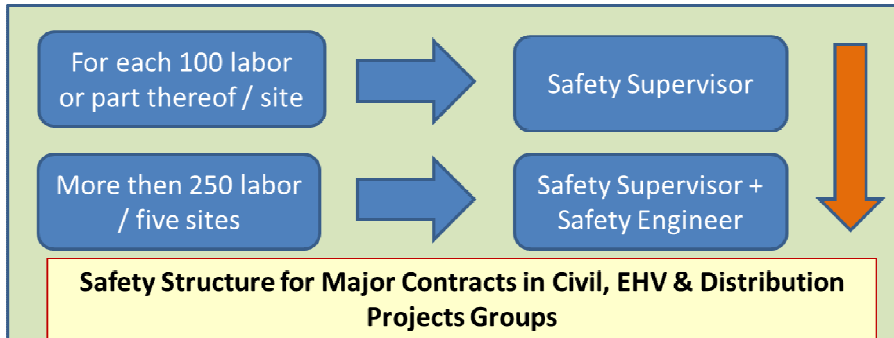 For each 100 labor
or part thereof / site
Safety Supervisor
More then 250 labor
/ five sites
Safety Supervisor +
Safety Engineer
Safety Structure for Major Contracts in Civil, EHV & Distribution
Projects Groups